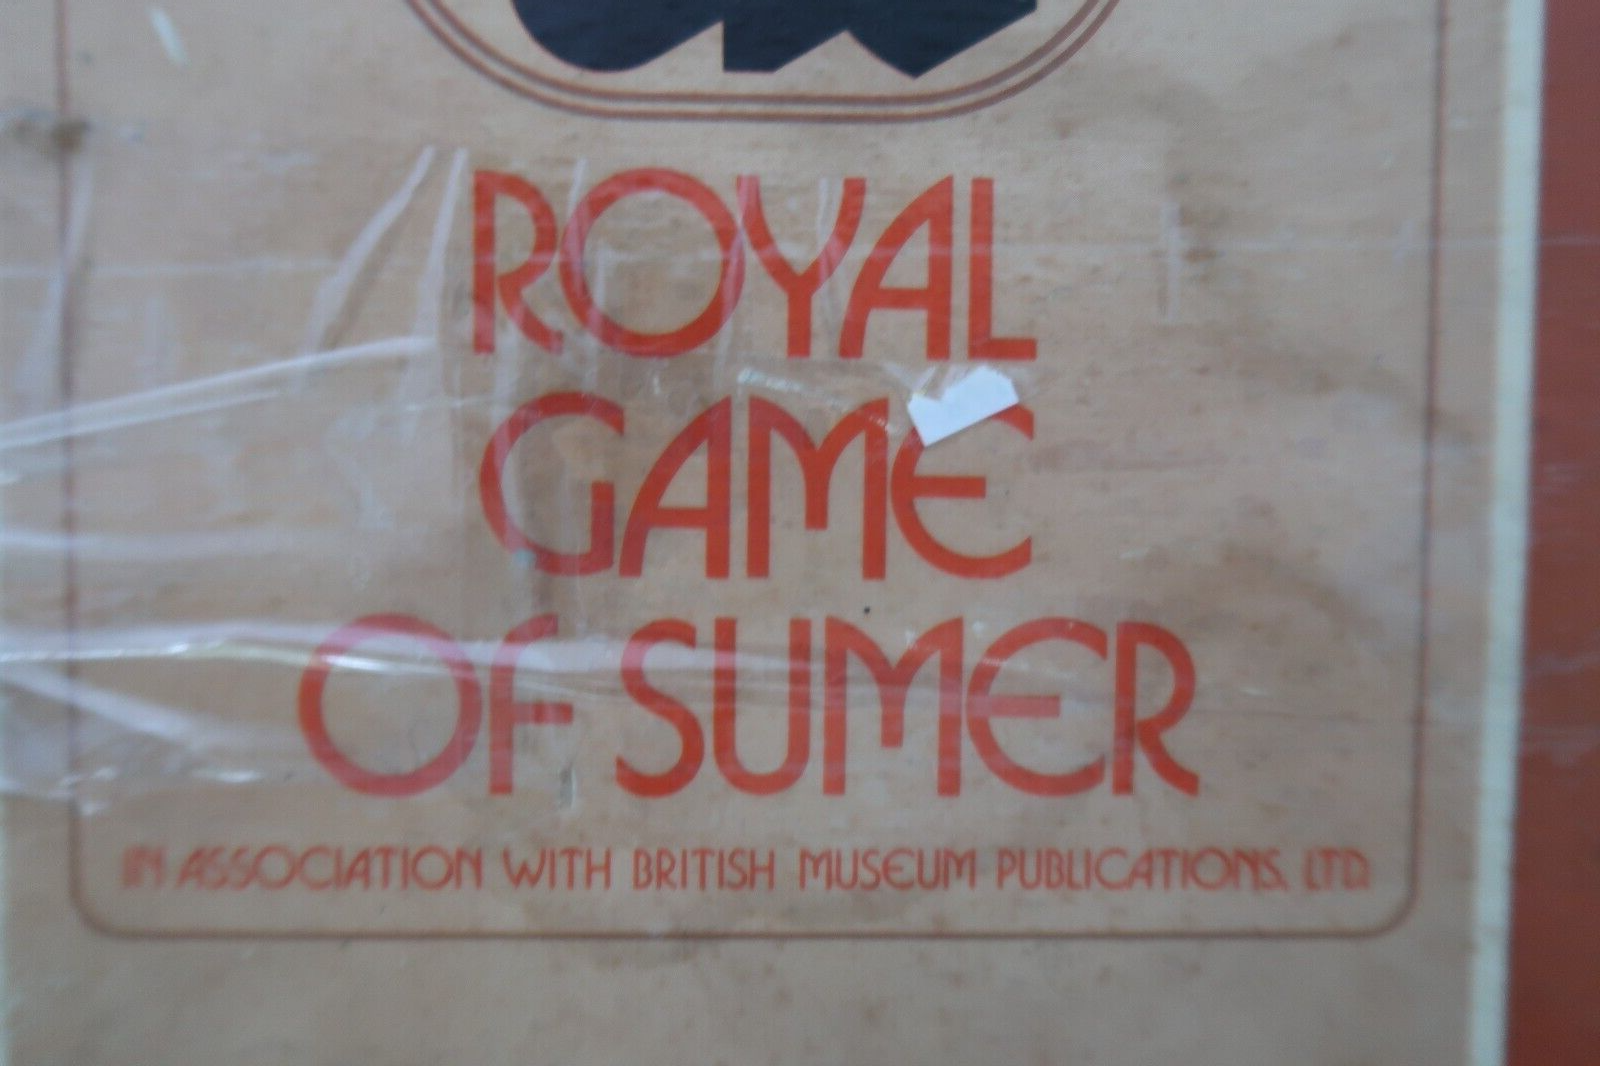 ROYAL
GAME
OF SUMER
IN ASSOCIATION WITH BRITISH MUSEUM PUBLICATIONS. LTD.